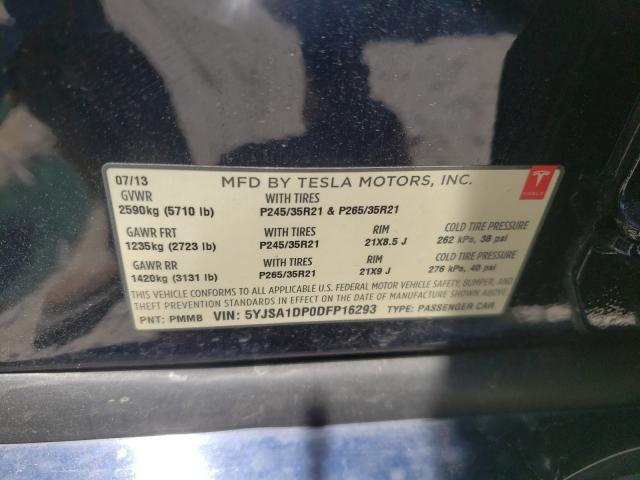 07/13 MFD BY TESLA MOTORS, INC.
GVWR WITH TIRES
2590kg (5710 lb) P245/35R21 & P265/35R21
GAWR FRT WITH TIRES RIM COLD TIRE PRESSURE
1235kg (2723 lb) P245/35R21 21X8.5 J 262 kPs, 38 psi
GAWR RR WITH TIRES RIM COLD TIRE PRESSURE
1420kg (3131 lb) P265/35R21 21X9 J 276 kPs, 40 psi
THIS VEHICLE CONFORMS TO ALL APPLICABLE U.S. FEDERAL MOTOR VEHICLE SAFETY, BUMPER, AND
THEFT PREVENTION STANDARDS IN EFFECT ON THE DATE OF MANUFACTURE SHOWN ABOVE
PNT: PMMB VIN: 5YJSA1DP0DFP16293 TYPE: PASSENGER CAR
TESLA